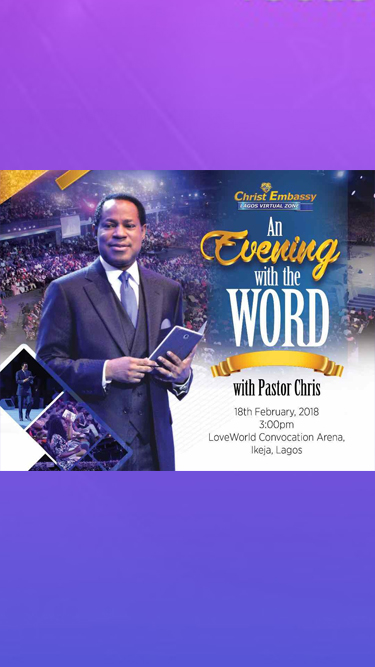 Christ Embassy
LAGOS VIRTUAL ZONE
An
Evening
with the
WORD
with Pastor Chris
18th February, 2018
3:00pm
LoveWorld Convocation Arena,
Ikeja, Lagos